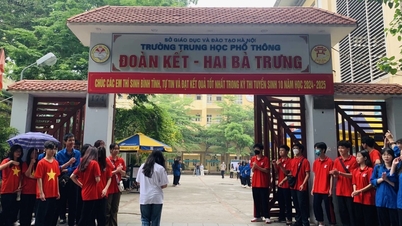 SỞ GIÁO DỤC VÀ ĐÀO TẠO HÀ NỘI
TRƯỜNG TRUNG HỌC PHỔ THÔNG
ĐOÀN KẾT - HAI BÀ TRƯNG
CHÚC CÁC EM THÍ SINH BÌNH TĨNH, TỰ TIN VÀ ĐẠT KẾT QUẢ TỐT NHẤT TRONG KỲ THI TUYỂN SINH 10 NĂM HỌC 2024-2025